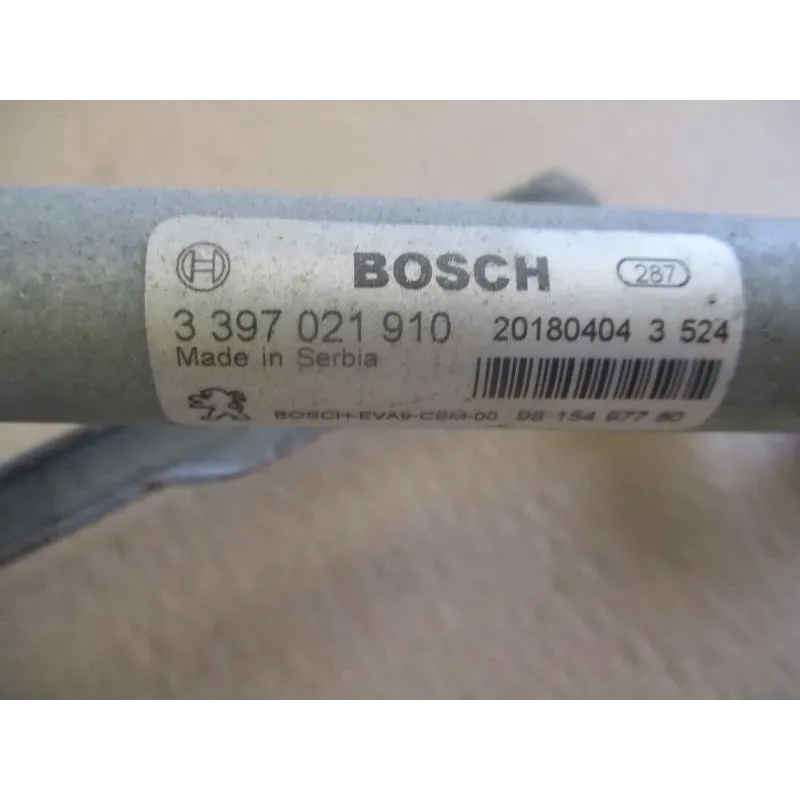 BOSCH 287
3 397 021 910 20180404 3 524
Made in Serbia
BOSCH-EVA9-CBM-00 98 154 977 80